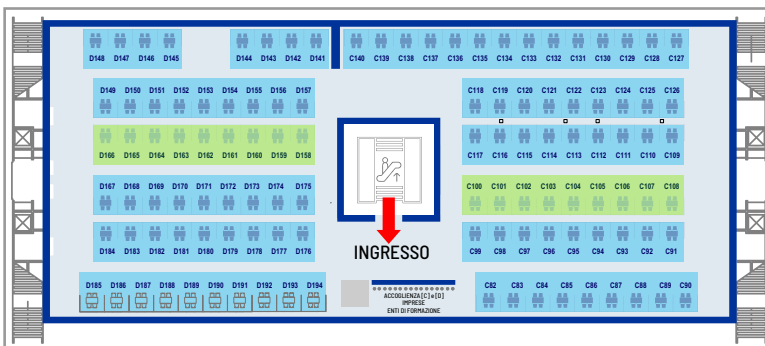 D148 D147 D146 D145 D144 D143 D142 D141 C140 C139 C138 C137 C136 C135 C134 C133 C132 C131 C130 C129 C128 C127
D149 D150 D151 D152 D153 D154 D155 D156 D157 C118 C119 C120 C121 C122 C123 C124 C125 C126
D166 D165 D164 D163 D162 D161 D160 D159 D158 C117 C116 C115 C114 C113 C112 C111 C110 C109
D167 D168 D169 D170 D171 D172 D173 D174 D175 C100 C101 C102 C103 C104 C105 C106 C107 C108
D184 D183 D182 D181 D180 D179 D178 D177 D176 INGRESSO C99 C98 C97 C96 C95 C94 C93 C92 C91
D185 D186 D187 D188 D189 D190 D191 D192 D193 D194 C82 C83 C84 C85 C86 C87 C88 C89 C90
ACCOGLIENZA [C] e [D]
IMPRESE
ENTI DI FORMAZIONE